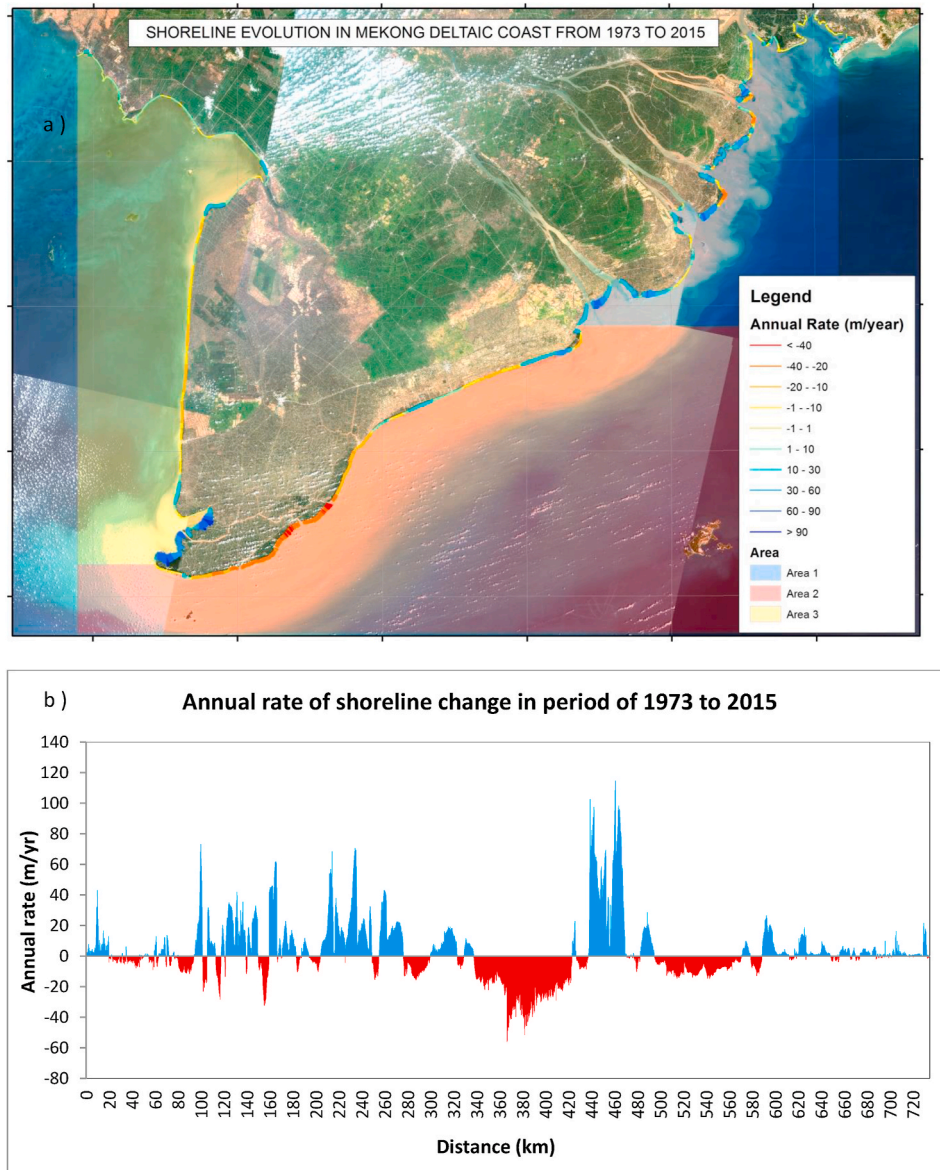 SHORELINE EVOLUTION IN MEKONG DELTAIC COAST FROM 1973 TO 2015
a )
Legend
Annual Rate (m/year)
< -40
-40 - -20
-20 - -10
-1 - -10
-1 - 1
1 - 10
10 - 30
30 - 60
60 - 90
> 90
Area
Area 1
Area 2
Area 3
b )
Annual rate of shoreline change in period of 1973 to 2015
Annual rate (m/yr)
140
120
100
80
60
40
20
0
-20
-40
-60
-80
0 20 40 60 80 100 120 140 160 180 200 220 240 260 280 300 320 340 360 380 400 420 440 460 480 500 520 540 560 580 600 620 640 660 680 700 720
Distance (km)